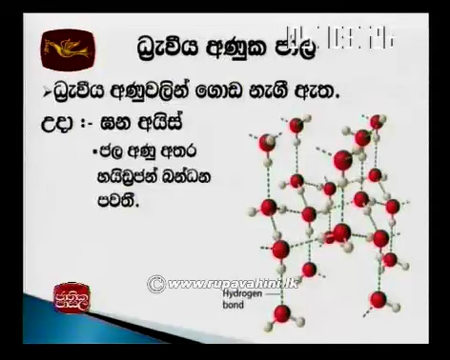 ධ්‍රැවීය අණුක ජාල
➢ධ්‍රැවීය අණුවලින් ගොඩ නැගී ඇත.
උදා :- ඝන අයිස්
•ජල අණු අතර
හයිඩ්‍රජන් බන්ධන
පවතී.
© www.rupavahini.lk
ජාතික
Hydrogen
bond